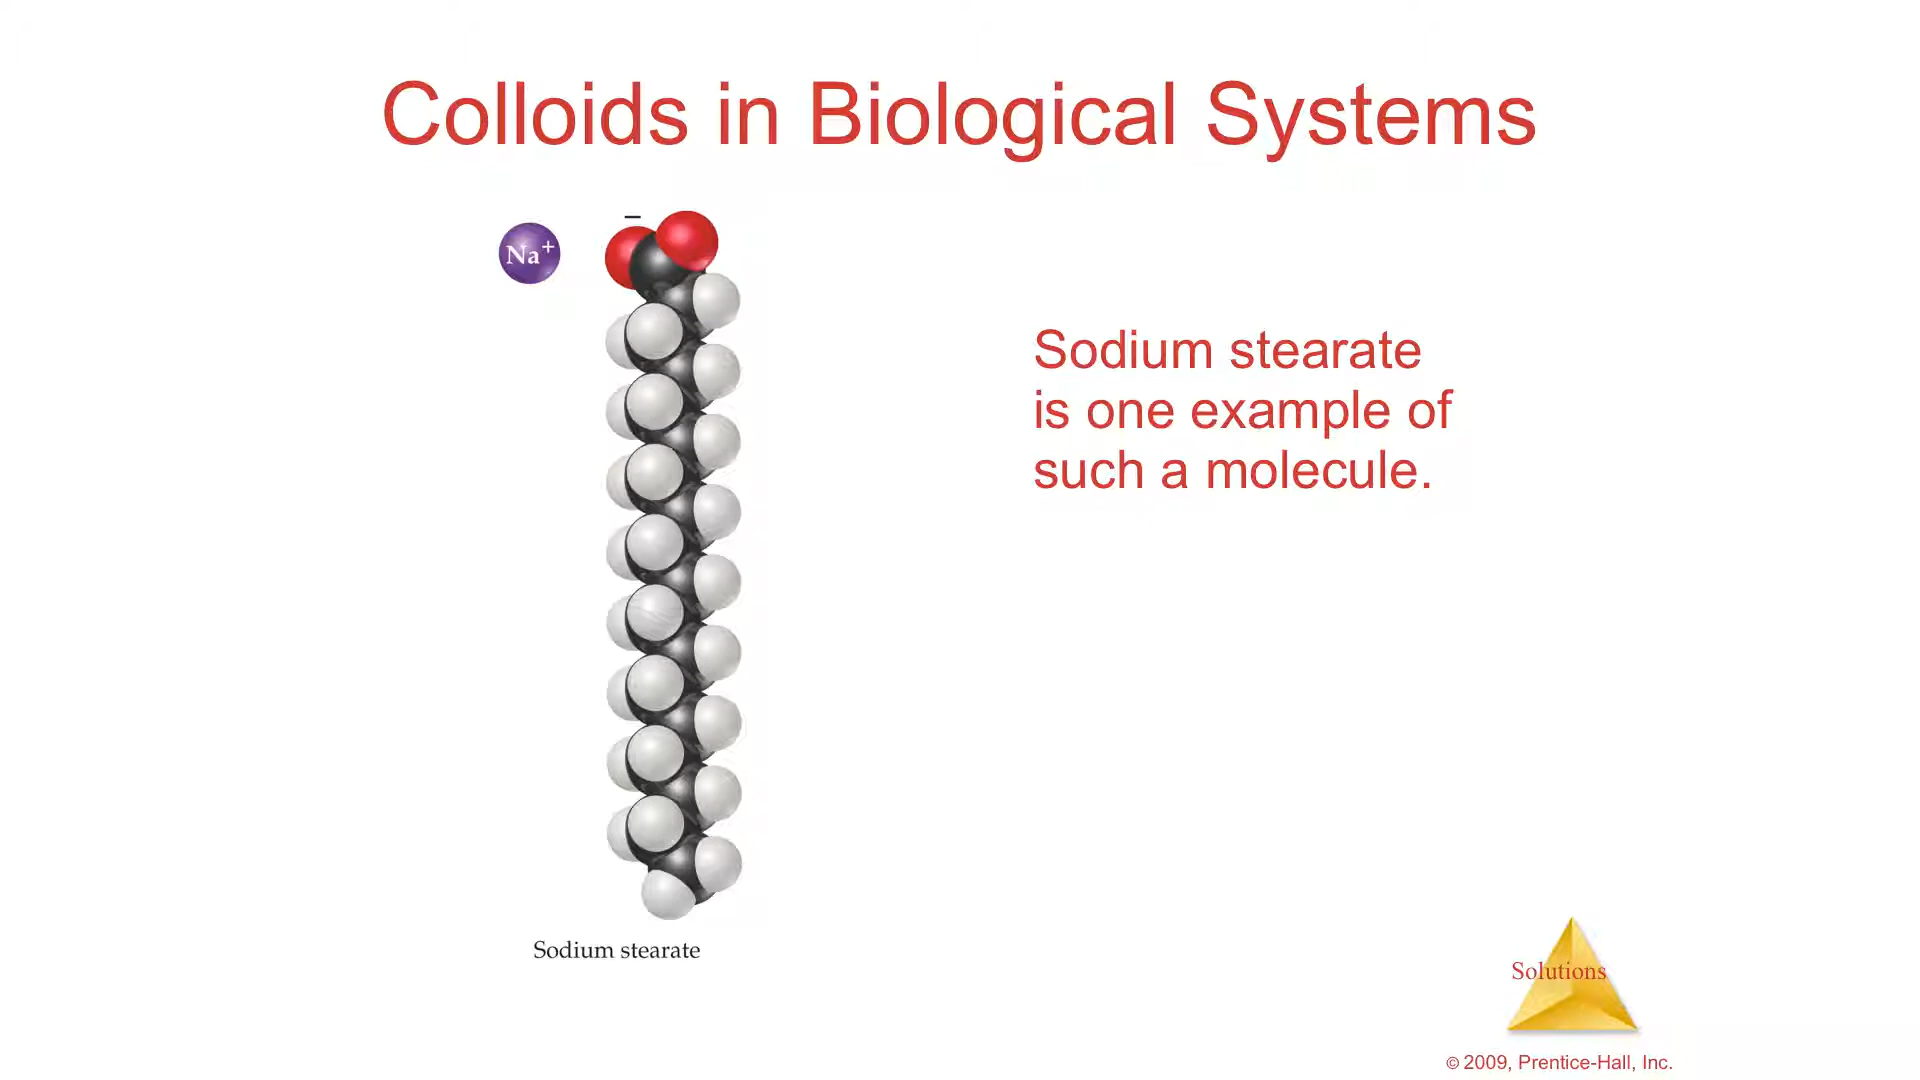 Colloids in Biological Systems
Na+
–
Sodium stearate
is one example of
such a molecule.
Sodium stearate
Solutions
© 2009, Prentice-Hall, Inc.